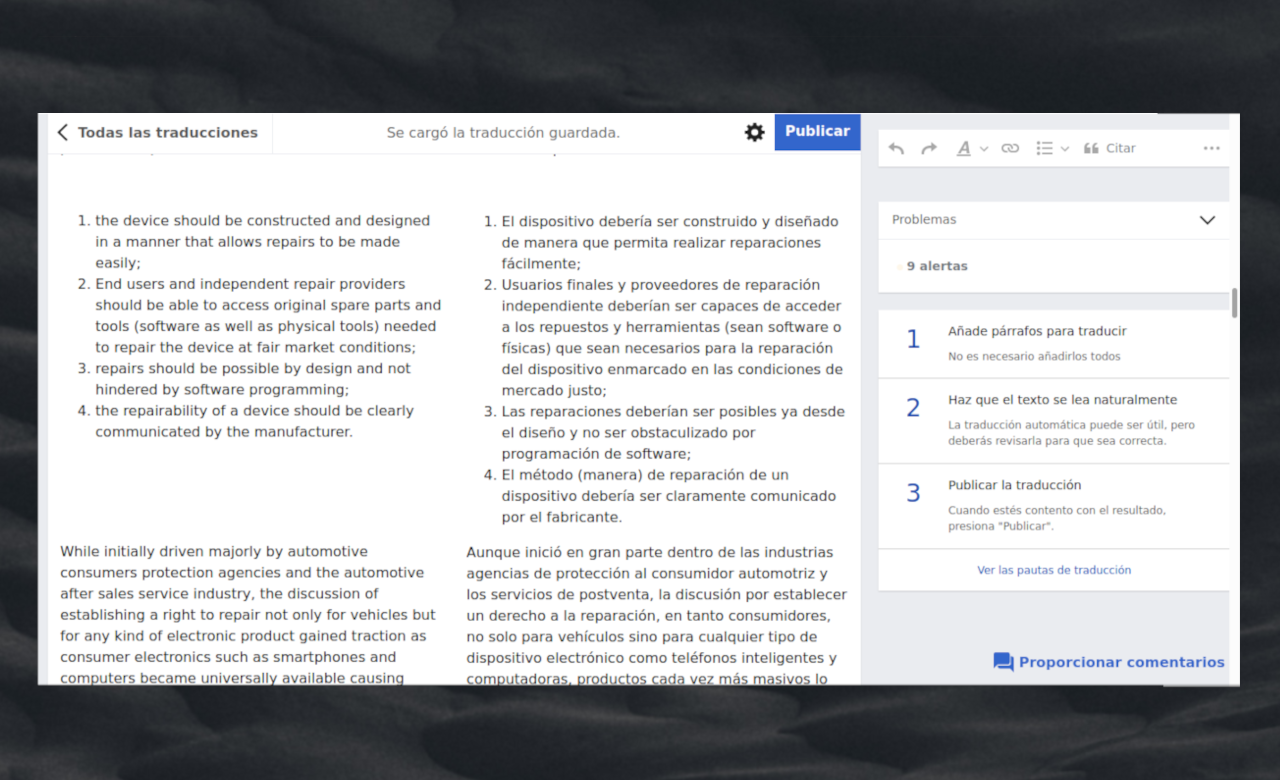 Todas las traducciones
Se cargó la traducción guardada.
Publicar
1. the device should be constructed and designed
in a manner that allows repairs to be made
easily;
2. End users and independent repair providers
should be able to access original spare parts and
tools (software as well as physical tools) needed
to repair the device at fair market conditions;
3. repairs should be possible by design and not
hindered by software programming;
4. the repairability of a device should be clearly
communicated by the manufacturer.
While initially driven majorly by automotive
consumers protection agencies and the automotive
after sales service industry, the discussion of
establishing a right to repair not only for vehicles but
for any kind of electronic product gained traction as
consumer electronics such as smartphones and
computers became universally available causing
1. El dispositivo debería ser construido y diseñado
de manera que permita realizar reparaciones
fácilmente;
2. Usuarios finales y proveedores de reparación
independiente deberían ser capaces de acceder
a los repuestos y herramientas (sean software o
físicas) que sean necesarios para la reparación
del dispositivo enmarcado en las condiciones de
mercado justo;
3. Las reparaciones deberían ser posibles ya desde
el diseño y no ser obstaculizado por
programación de software;
4. El método (manera) de reparación de un
dispositivo debería ser claramente comunicado
por el fabricante.
Aunque inició en gran parte dentro de las industrias
agencias de protección al consumidor automotriz y
los servicios de postventa, la discusión por establecer
un derecho a la reparación, en tanto consumidores,
no solo para vehículos sino para cualquier tipo de
dispositivo electrónico como teléfonos inteligentes y
computadoras, productos cada vez más masivos lo
Citar
Problemas
9 alertas
1
Añade párrafos para traducir
No es necesario añadirlos todos
2
Haz que el texto se lea naturalmente
La traducción automática puede ser útil, pero
deberás revisarla para que sea correcta.
3
Publicar la traducción
Cuando estés contento con el resultado,
presiona "Publicar".
Ver las pautas de traducción
Proporcionar comentarios